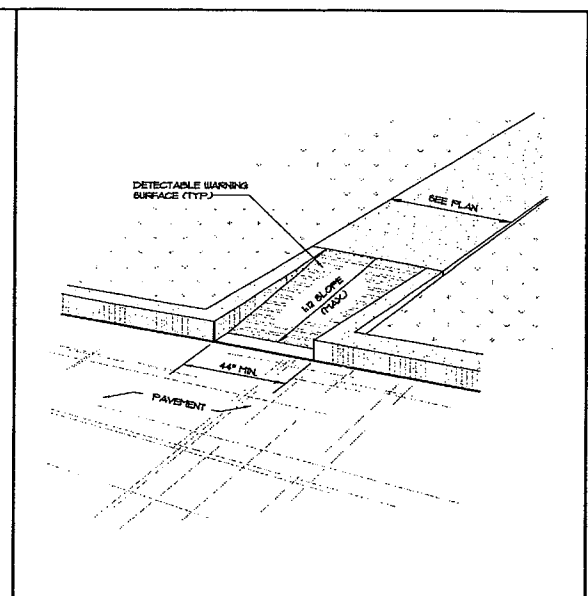 DETECTABLE WARNING
SURFACE (TYP.)
SEE PLAN
1:12 SLOPE
(MAX.)
44" MIN.
PAVEMENT